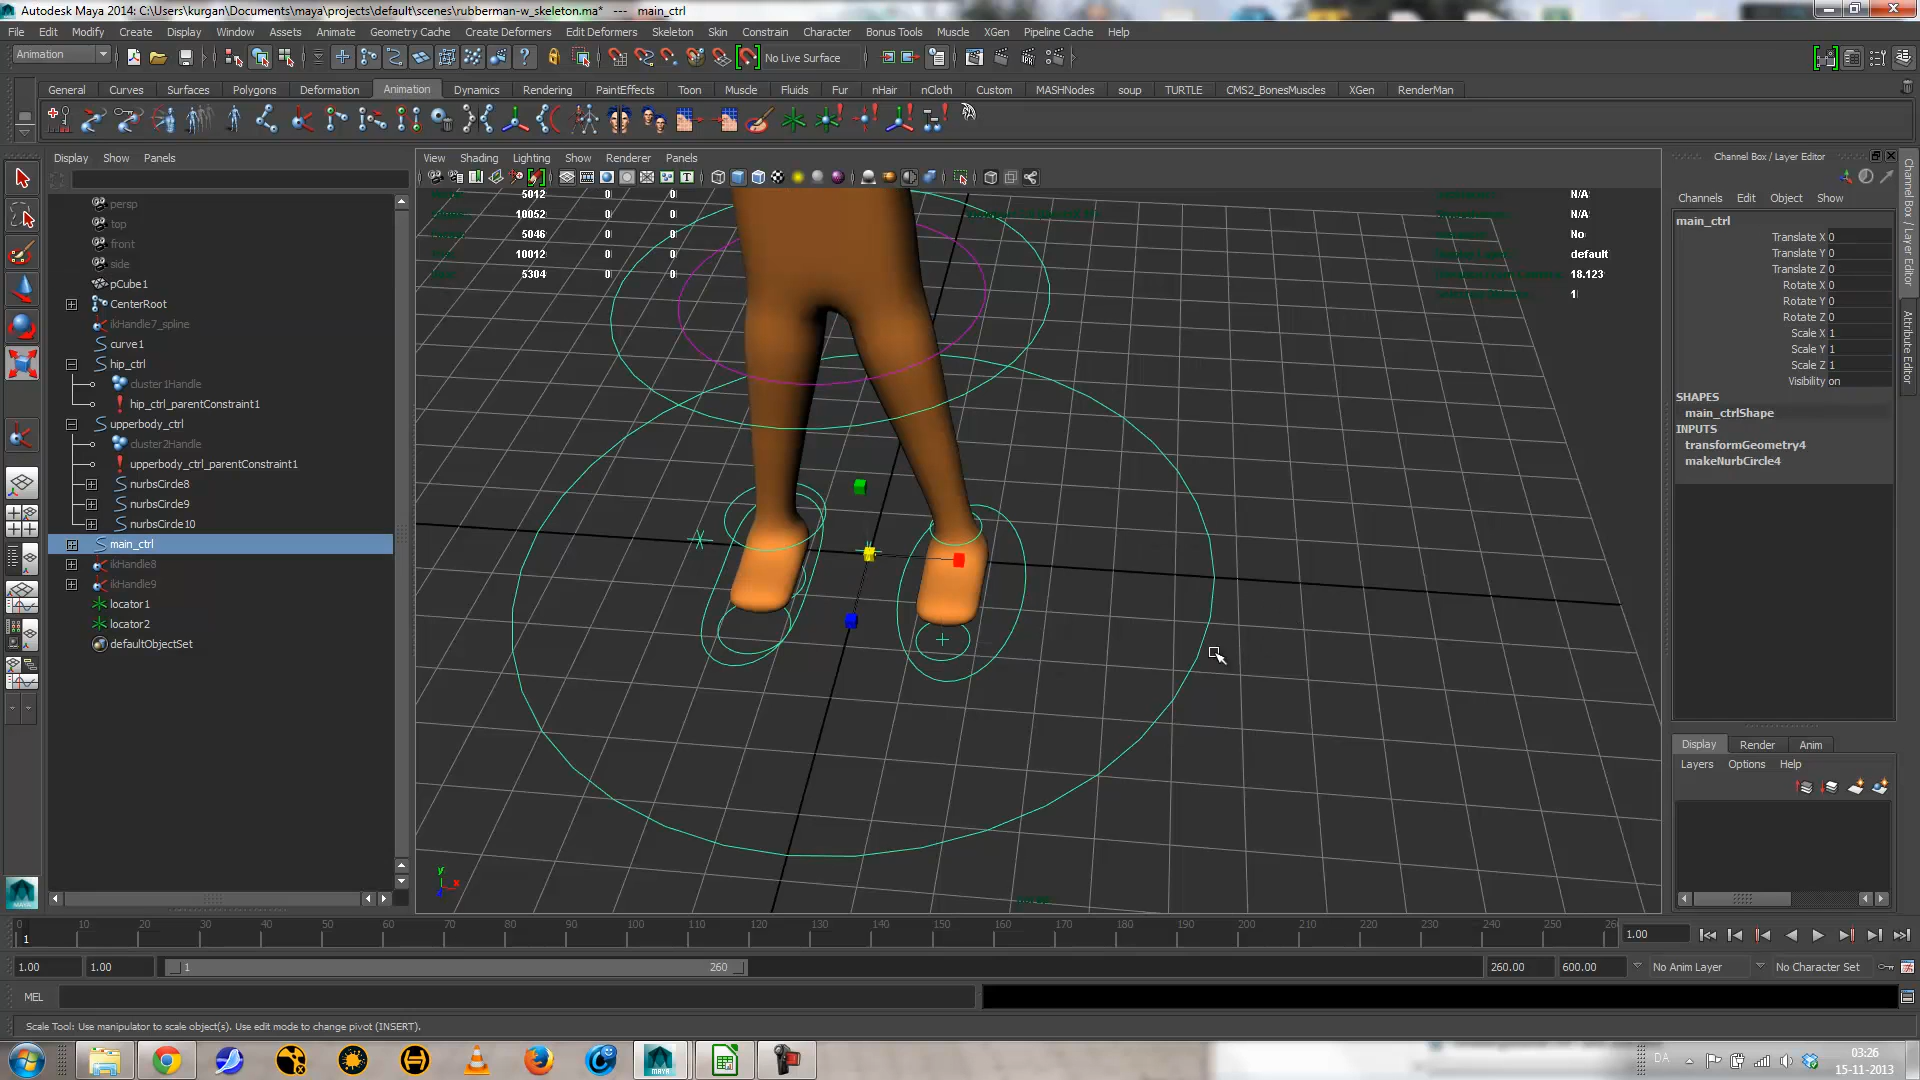 Autodesk Maya 2014: C:\Users\kurgan\Documents\maya\projects\default\scenes\rubberman-w_skeleton.ma* --- main_ctrl
File Edit Modify Create Display Window Assets Animate Geometry Cache Create Deformers Edit Deformers Skeleton Skin Constrain Character Bonus Tools Muscle XGen Pipeline Cache Help
Animation No Live Surface
General Curves Surfaces Polygons Deformation Animation Dynamics Rendering PaintEffects Toon Muscle Fluids Fur nHair nCloth Custom MASHNodes soup TURTLE CMS2_BonesMuscles XGen RenderMan
Display Show Panels
View Shading Lighting Show Renderer Panels
persp
top
front
side
pCube1
CenterRoot
ikHandle7_spline
curve1
hip_ctrl
cluster1Handle
hip_ctrl_parentConstraint1
upperbody_ctrl
cluster2Handle
upperbody_ctrl_parentConstraint1
nurbsCircle8
nurbsCircle9
nurbsCircle10
main_ctrl
ikHandle8
ikHandle9
locator1
locator2
defaultObjectSet
5012 0 0
10052 0 0
5046 0 0
10012 0 0
5304 0 0
N/A
N/A
No
default
18.123
1
y
x
Channel Box / Layer Editor
Channels Edit Object Show
main_ctrl
Translate X 0
Translate Y 0
Translate Z 0
Rotate X 0
Rotate Y 0
Rotate Z 0
Scale X 1
Scale Y 1
Scale Z 1
Visibility on
SHAPES
main_ctrlShape
INPUTS
transformGeometry4
makeNurbCircle4
Channel Box / Layer Editor
Attribute Editor
Display Render Anim
Layers Options Help
0 10 20 30 40 50 60 70 80 90 100 110 120 130 140 150 160 170 180 190 200 210 220 230 240 250 26
1
1.00
1.00 1.00 1 260 260.00 600.00 No Anim Layer No Character Set
MEL
Scale Tool: Use manipulator to scale object(s). Use edit mode to change pivot (INSERT).
MAYA
DA
03:26
15-11-2013